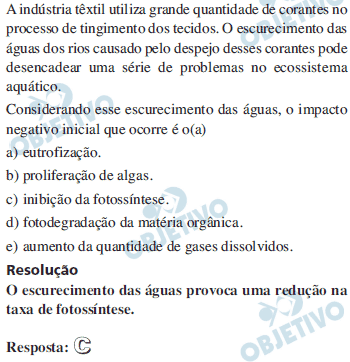 A indústria têxtil utiliza grande quantidade de corantes no
processo de tingimento dos tecidos. O escurecimento das
águas dos rios causado pelo despejo desses corantes pode
desencadear uma série de problemas no ecossistema
aquático.
Considerando esse escurecimento das águas, o impacto
negativo inicial que ocorre é o(a)
a) eutrofização.
b) proliferação de algas.
c) inibição da fotossíntese.
d) fotodegradação da matéria orgânica.
e) aumento da quantidade de gases dissolvidos.
Resolução
O escurecimento das águas provoca uma redução na
taxa de fotossíntese.
Resposta: C
OBJETIVO
OBJETIVO
OBJETIVO
OBJETIVO